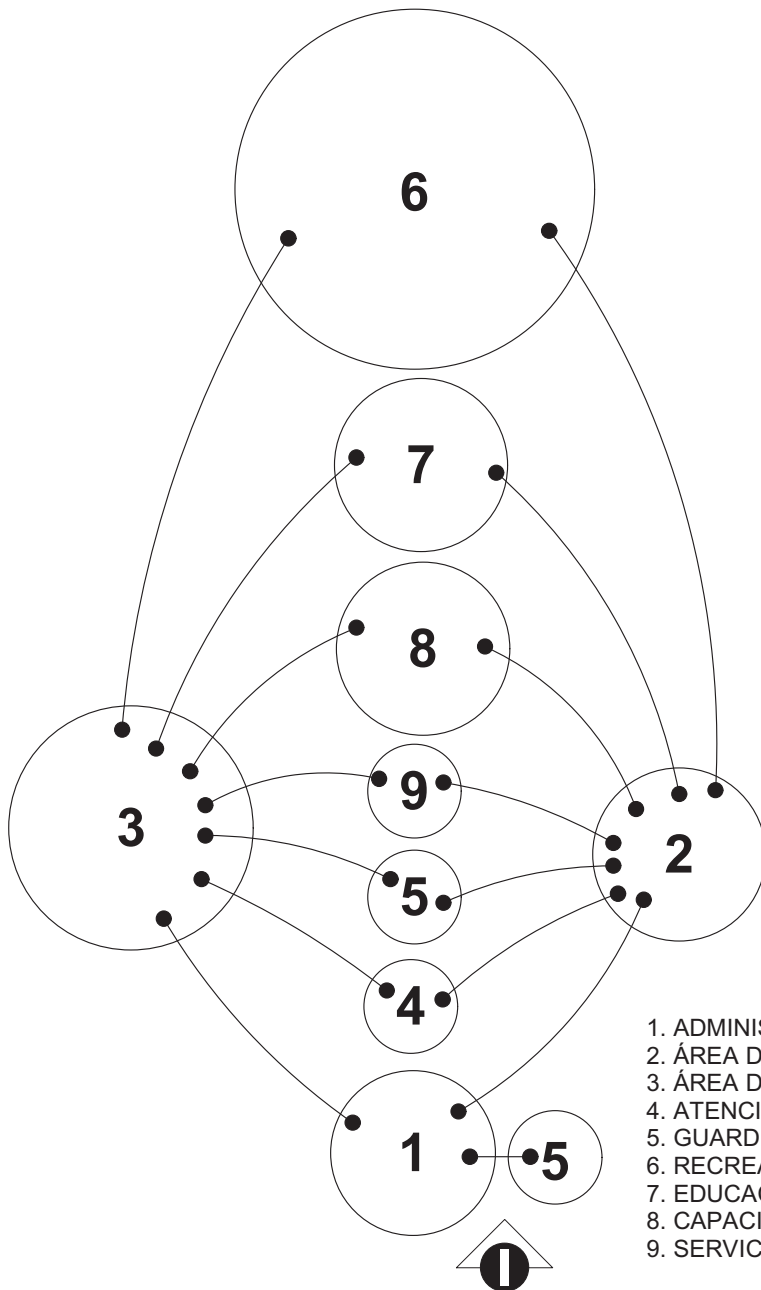 6
7
8
9
3
2
5
4
1
5
1. ADMINIS
2. ÁREA D
3. ÁREA D
4. ATENCI
5. GUARD
6. RECREA
7. EDUCAC
8. CAPACI
9. SERVIC
I